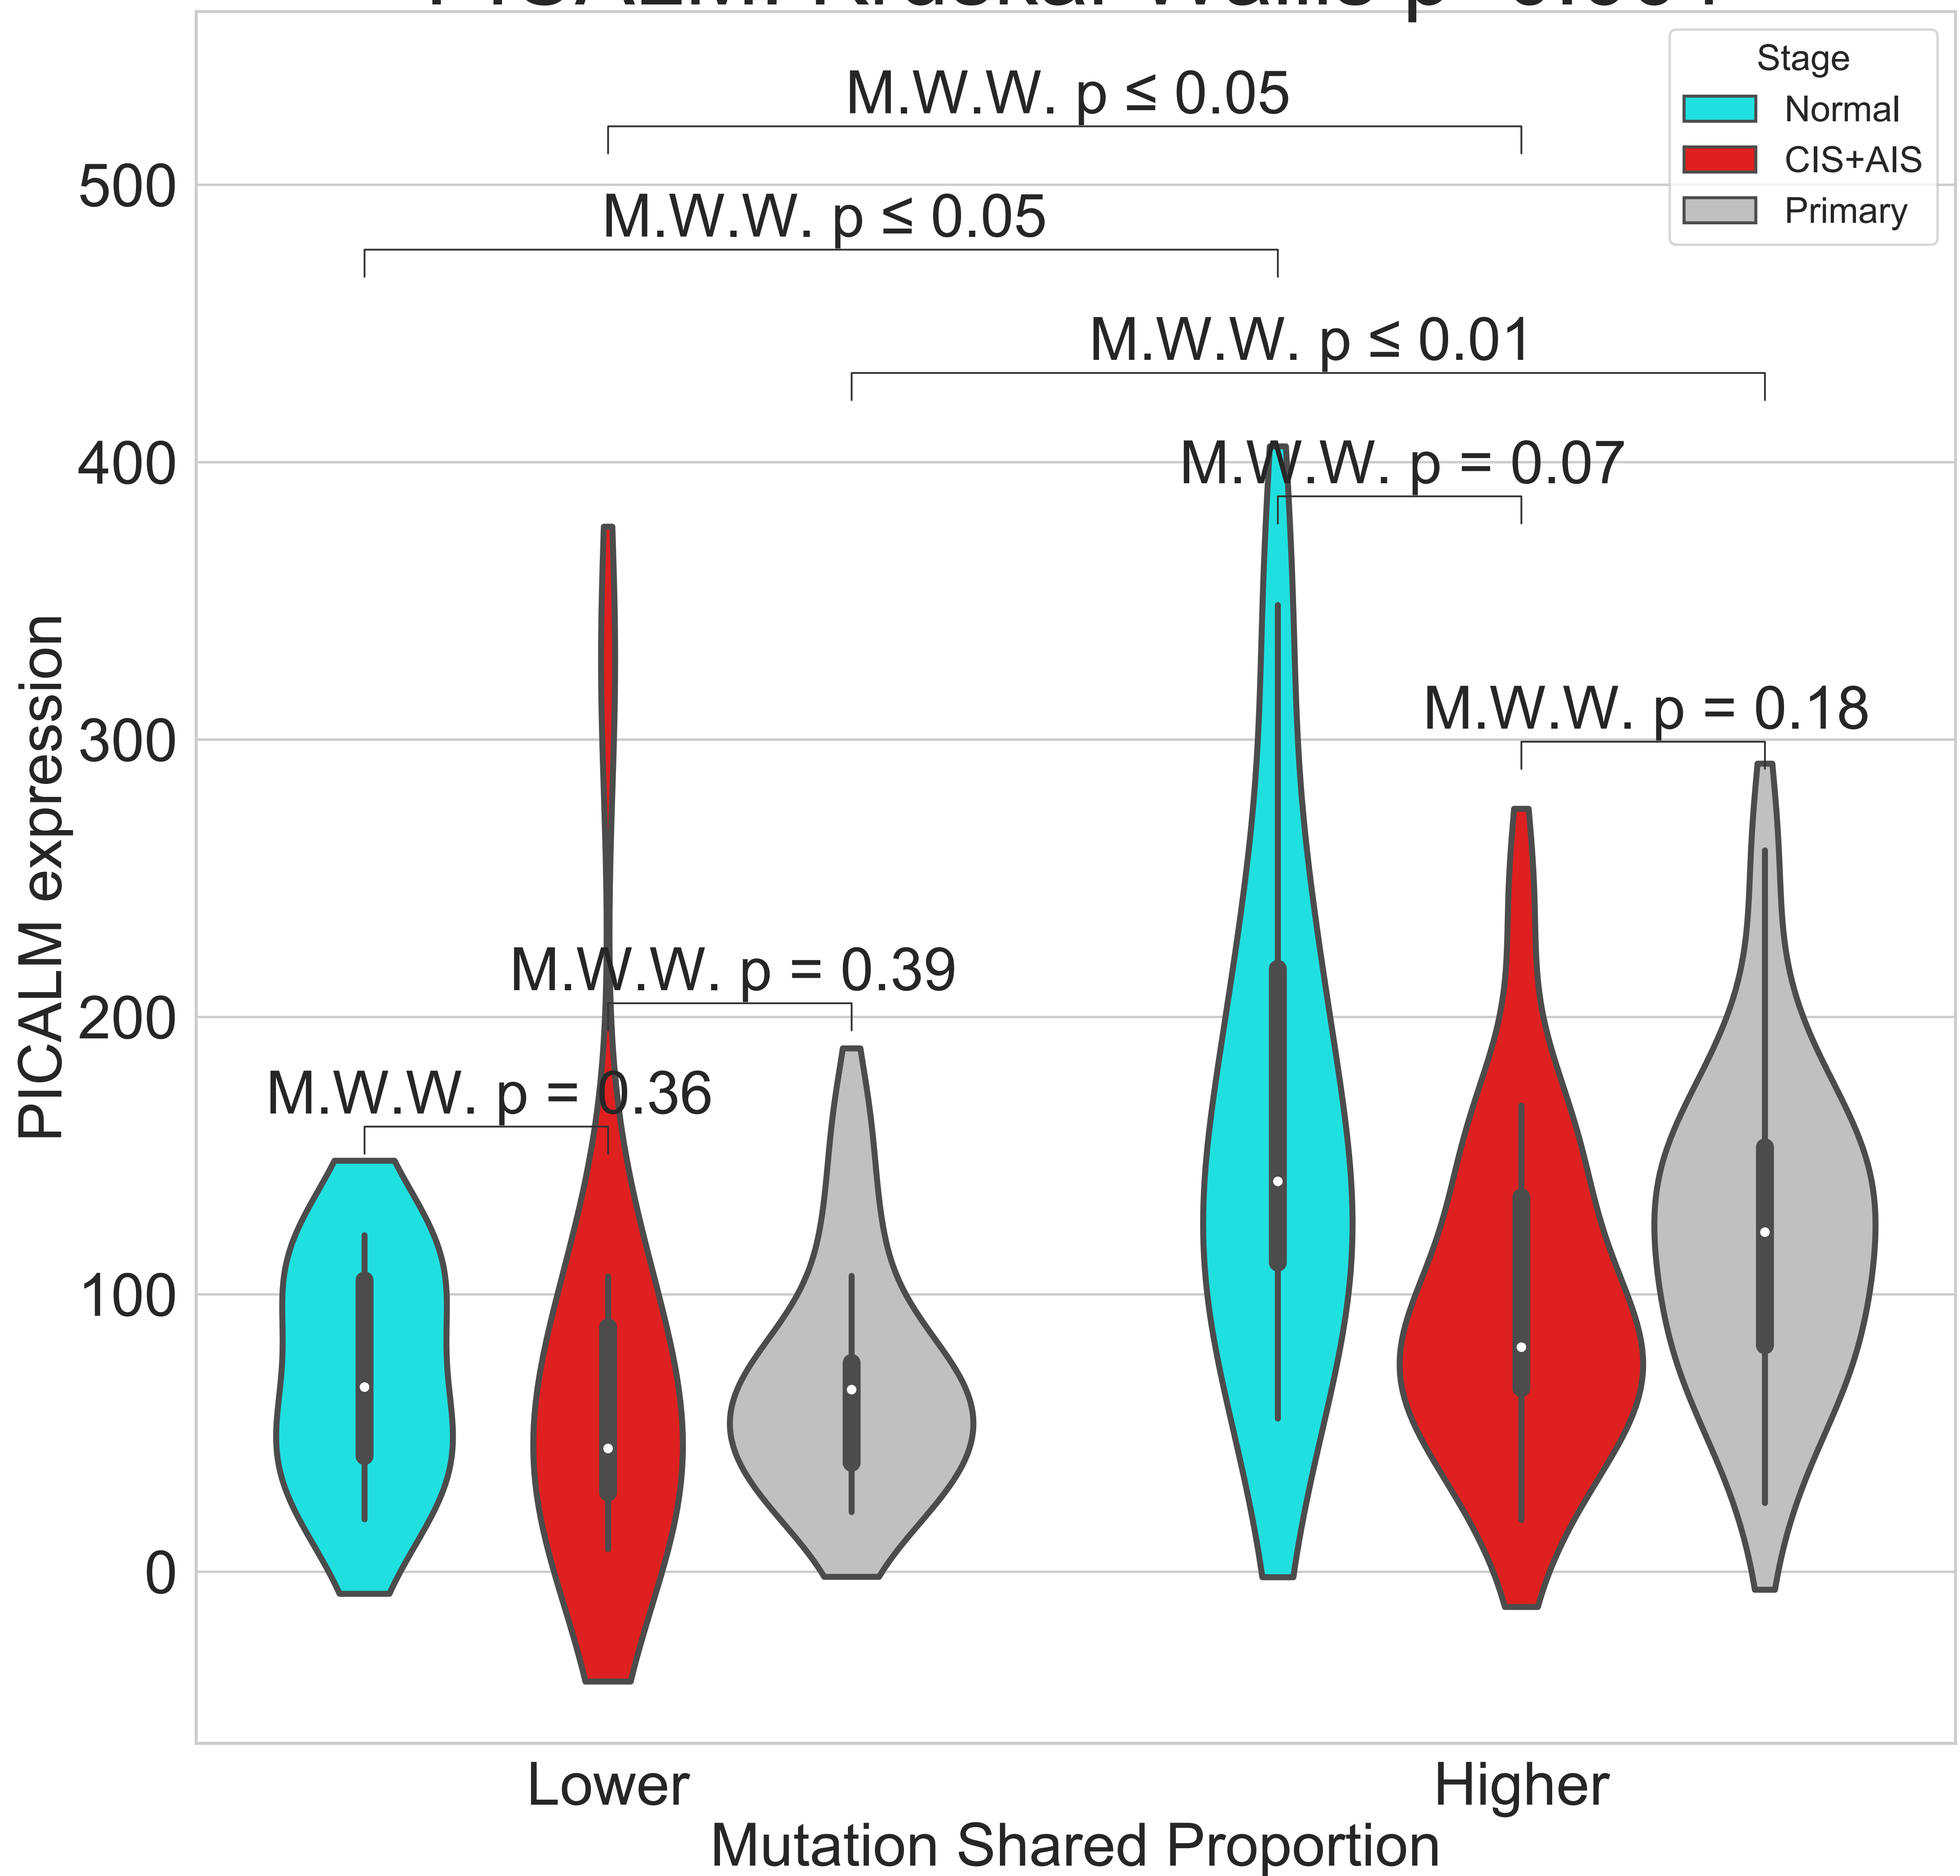 Stage
Normal
CIS+AIS
Primary
M.W.W. p ≤ 0.05
M.W.W. p ≤ 0.05
M.W.W. p ≤ 0.01
M.W.W. p = 0.07
M.W.W. p = 0.18
M.W.W. p = 0.39
M.W.W. p = 0.36
PICALM expression
500
400
300
200
100
0
Lower
Higher
Mutation Shared Proportion